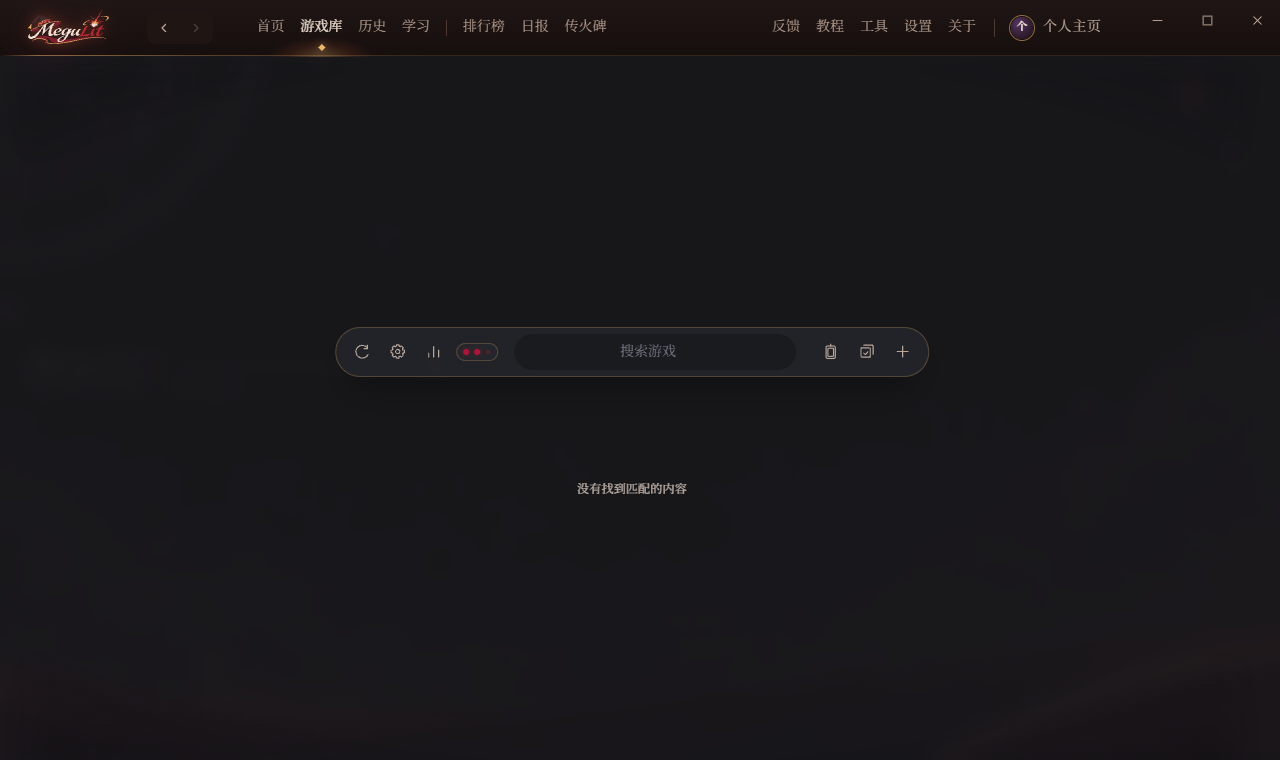 MeguLit
首页 游戏库 历史 学习 排行榜 日报 传火碑 反馈 教程 工具 设置 关于 个 个人主页
搜索游戏
没有找到匹配的内容